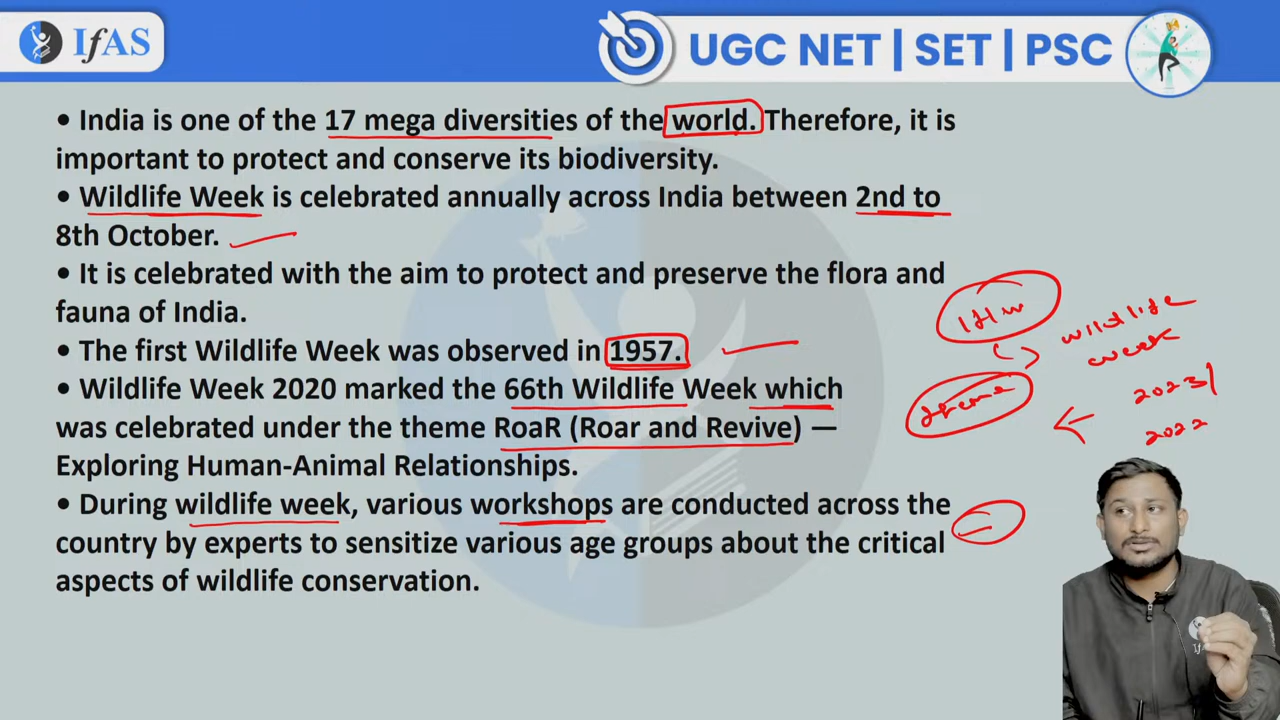 IfAS
UGC NET | SET | PSC
• India is one of the 17 mega diversities of the world. Therefore, it is
important to protect and conserve its biodiversity.
• Wildlife Week is celebrated annually across India between 2nd to
8th October.
• It is celebrated with the aim to protect and preserve the flora and
fauna of India.
• The first Wildlife Week was observed in 1957.
• Wildlife Week 2020 marked the 66th Wildlife Week which
was celebrated under the theme RoaR (Roar and Revive) —
Exploring Human-Animal Relationships.
• During wildlife week, various workshops are conducted across the
country by experts to sensitize various age groups about the critical
aspects of wildlife conservation.
wildlife
week
theme
2023/
2022